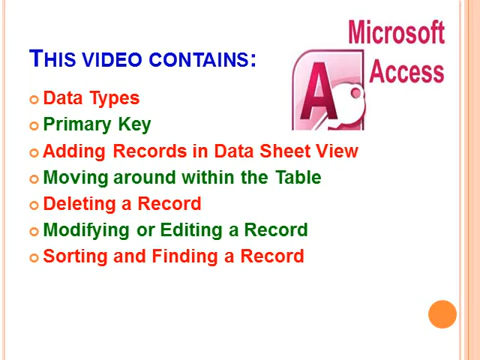 Microsoft
Access
THIS VIDEO CONTAINS:
A
Data Types
Primary Key
Adding Records in Data Sheet View
Moving around within the Table
Deleting a Record
Modifying or Editing a Record
Sorting and Finding a Record